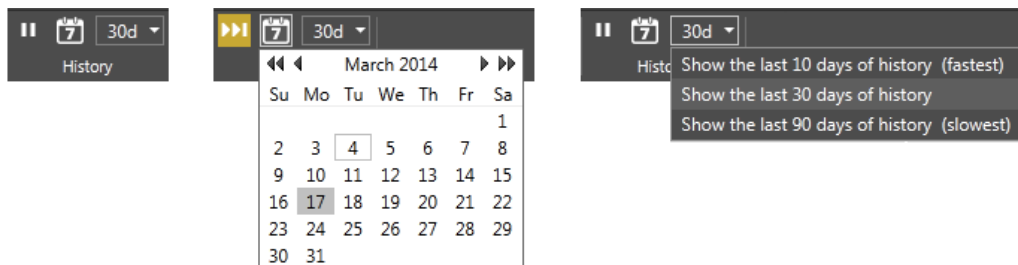 7 30d
History
7 30d
March 2014
Su Mo Tu We Th Fr Sa
1
2 3 4 5 6 7 8
9 10 11 12 13 14 15
16 17 18 19 20 21 22
23 24 25 26 27 28 29
30 31
7 30d
Show the last 10 days of history (fastest)
Show the last 30 days of history
Show the last 90 days of history (slowest)